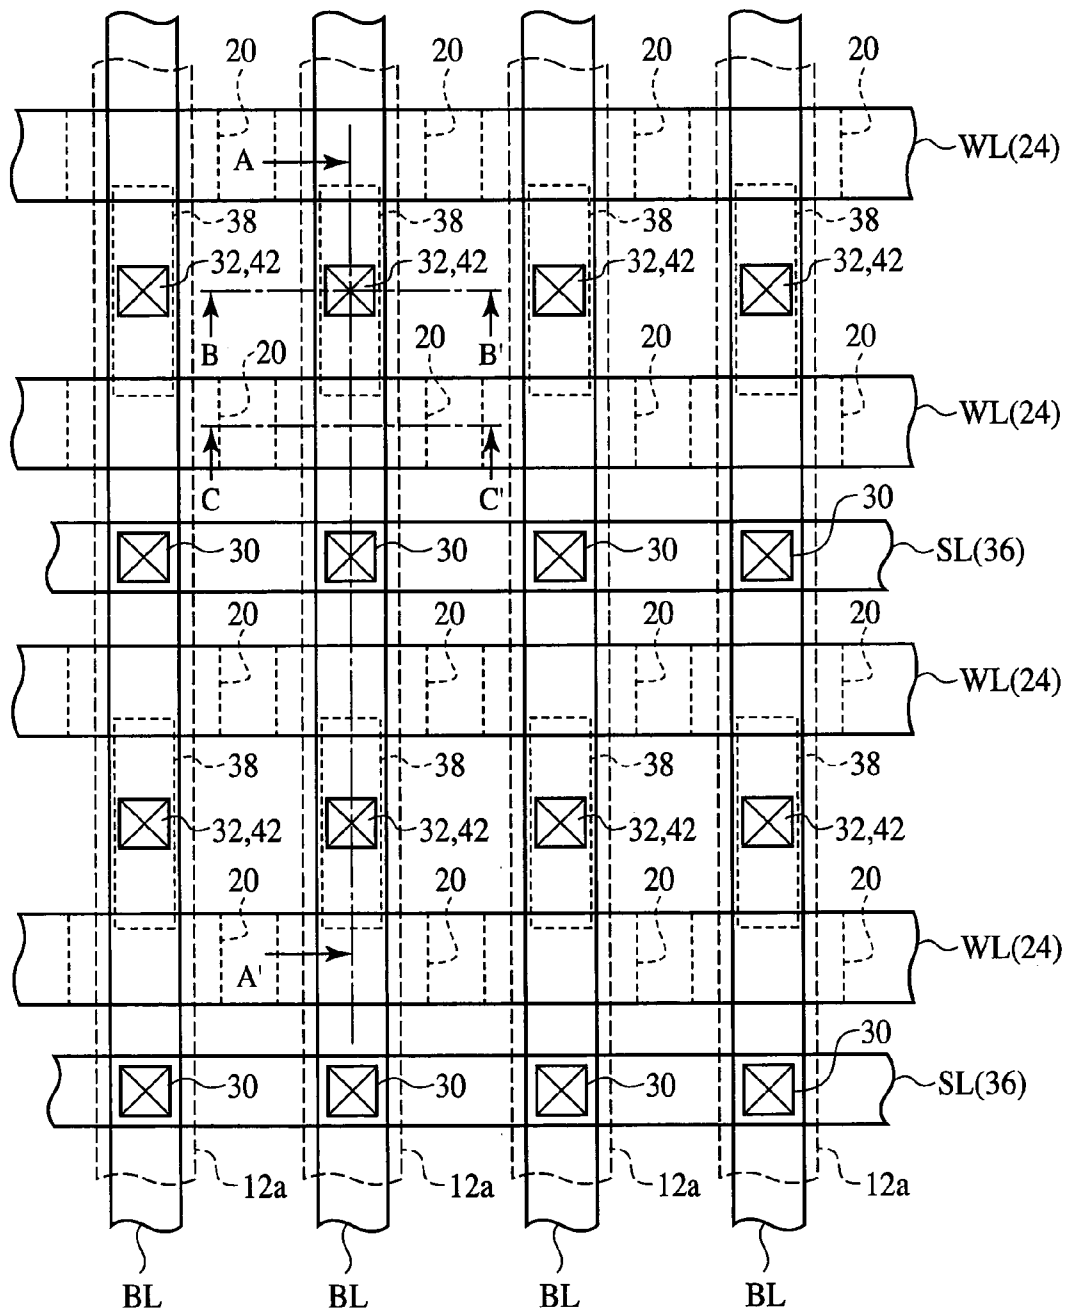 20 20 20 20
A WL(24)
38 38 38 38
32,42 32,42 32,42 32,42
B B'
20 20 20 20
WL(24)
C C'
30
30 30 30 SL(36)
20 20 20 20
WL(24)
38 38 38 38
32,42 32,42 32,42 32,42
20 20 20 20
A' WL(24)
30
30 30 30 SL(36)
12a 12a 12a 12a
BL BL BL BL